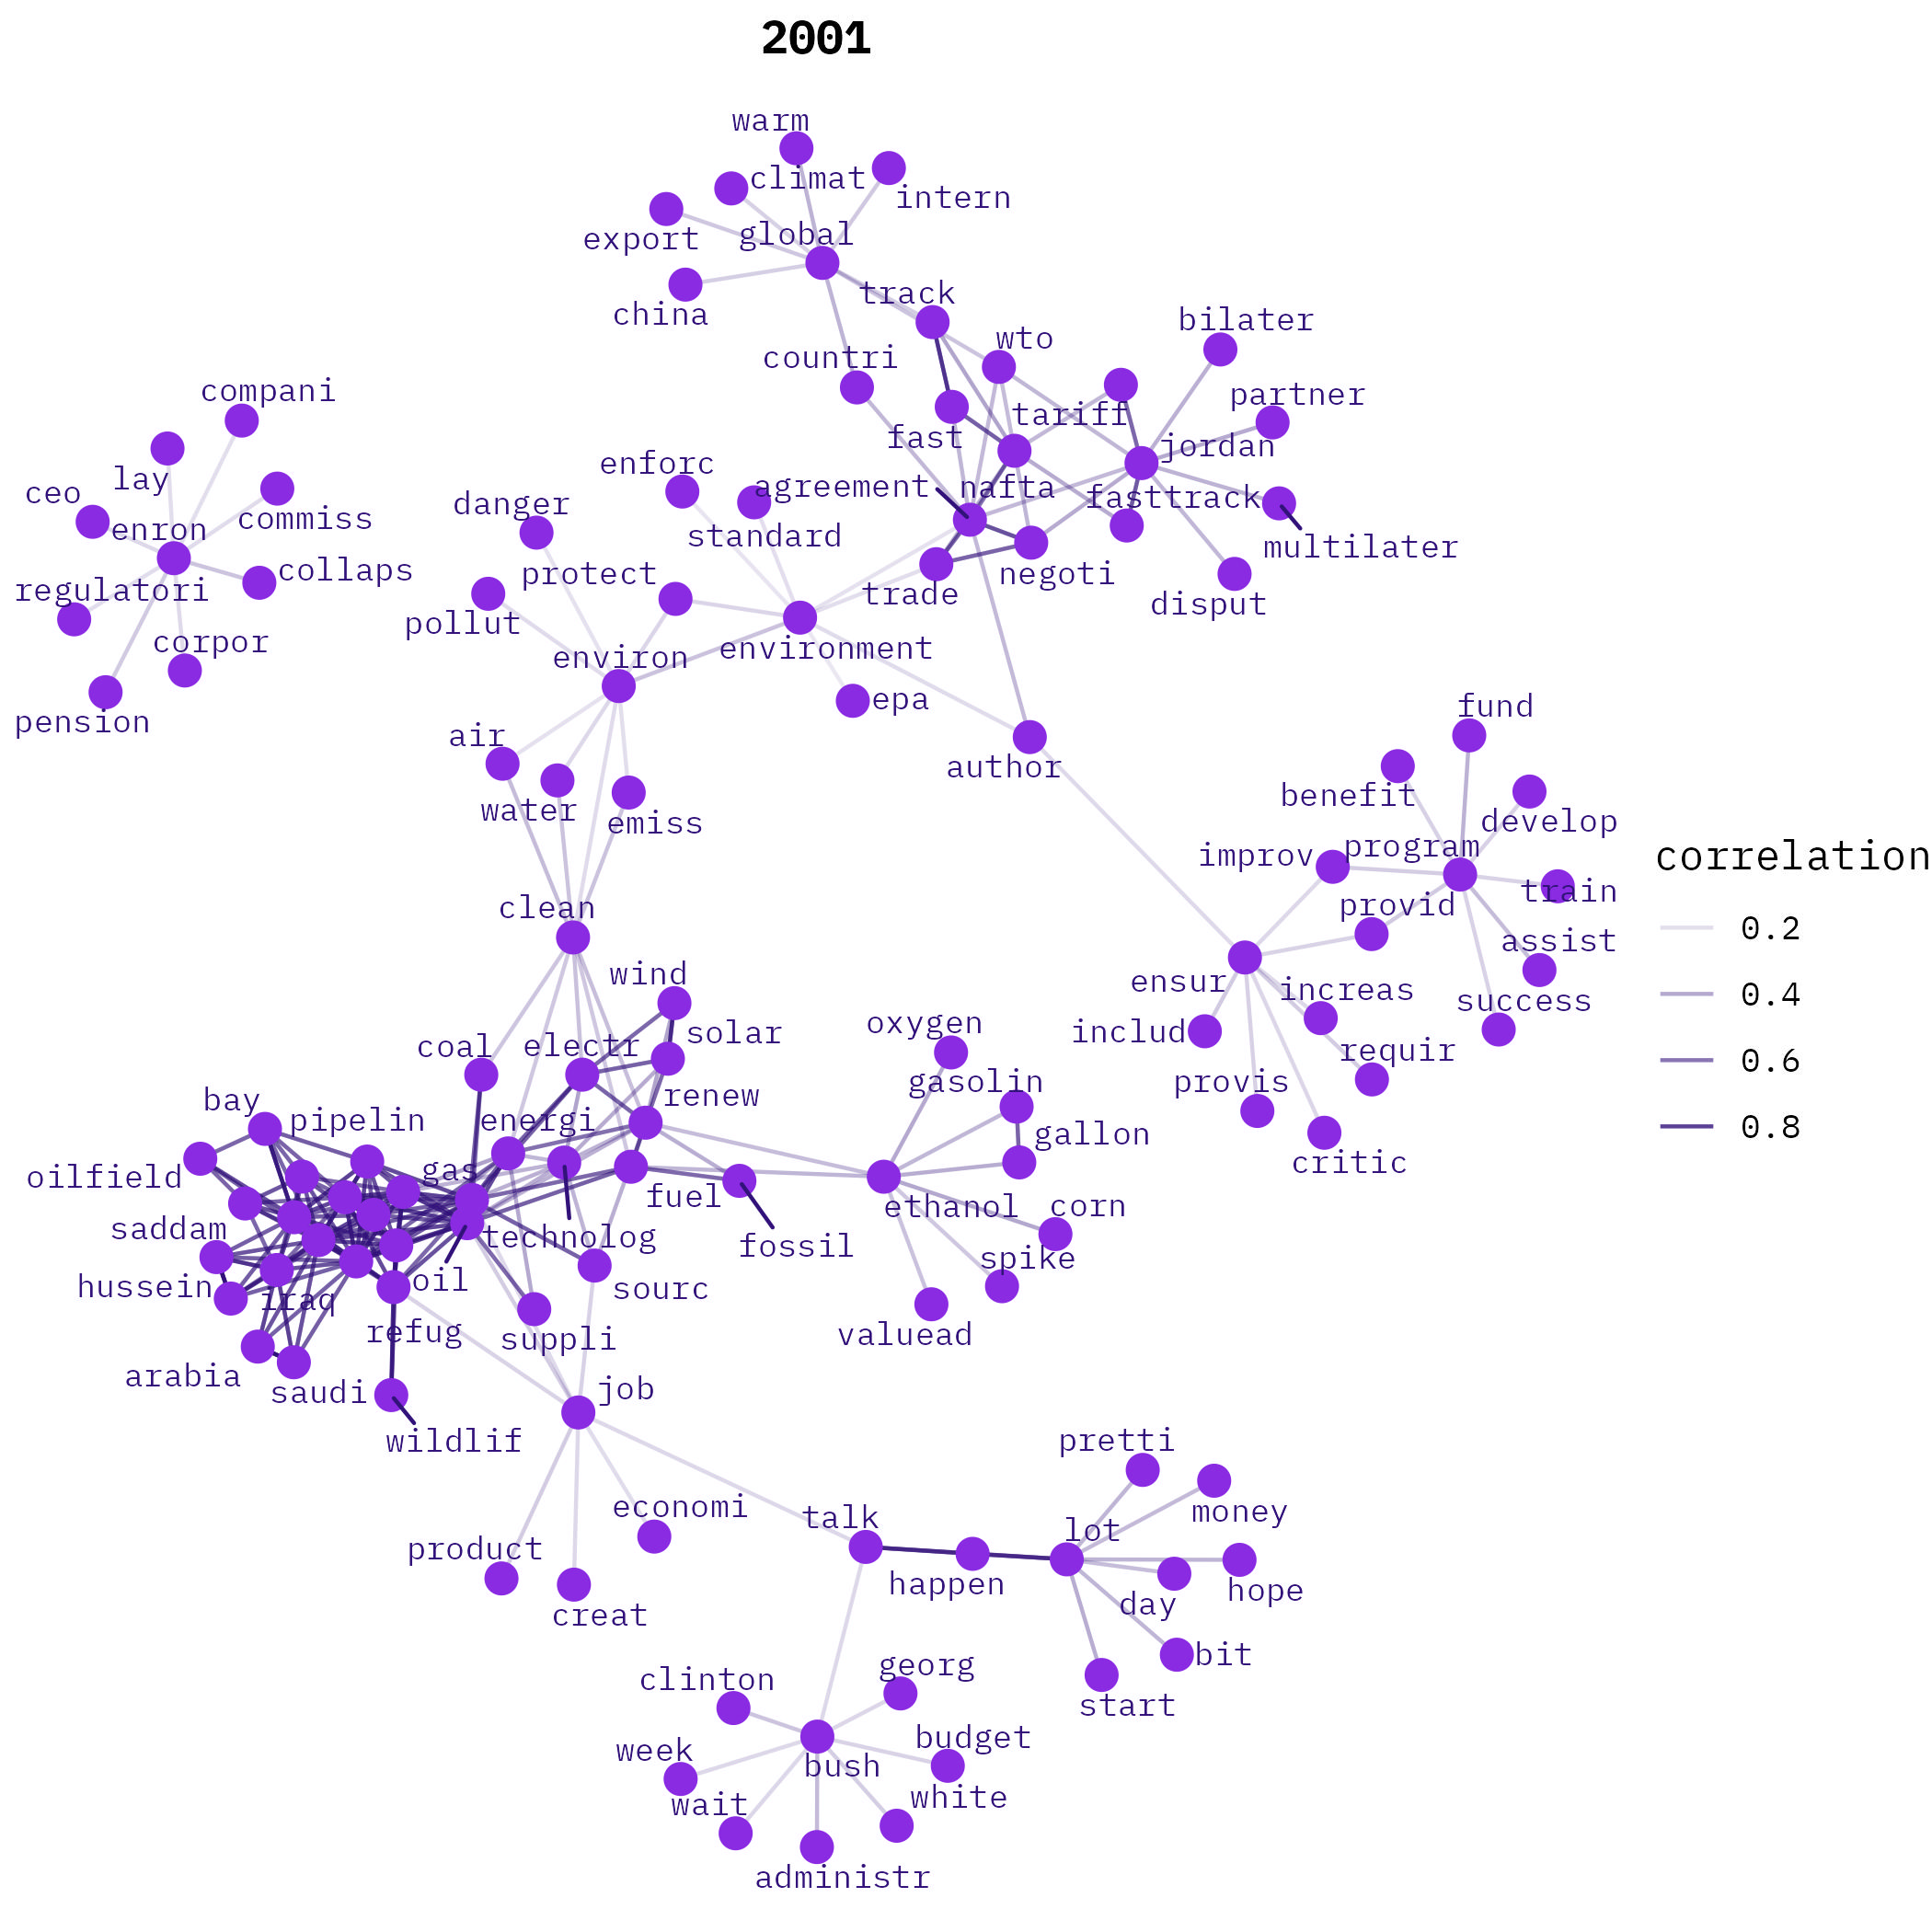 2001
warm
climat
intern
export
global
china
track
bilater
wto
countri
compani
partner
tariff
fast
jordan
enforc
lay
ceo
agreement
nafta
fasttrack
danger
commiss
enron
standard
multilater
collaps
protect
negoti
regulatori
trade
disput
pollut
corpor
environment
environ
epa
fund
pension
air
author
benefit
water
emiss
develop
improv
program
correlation
train
provid
clean
0.2
assist
wind
ensur
increas
0.4
success
oxygen
solar
includ
coal
electr
requir
0.6
gasolin
provis
renew
bay
pipelin
energi
gallon
0.8
critic
oilfield
gas
fuel
ethanol
corn
saddam
technolog
fossil
spike
hussein
oil
sourc
iraq
refug
suppli
valuead
arabia
saudi
job
wildlif
pretti
economi
money
talk
lot
product
happen
hope
day
creat
bit
georg
clinton
start
budget
week
bush
white
wait
administr